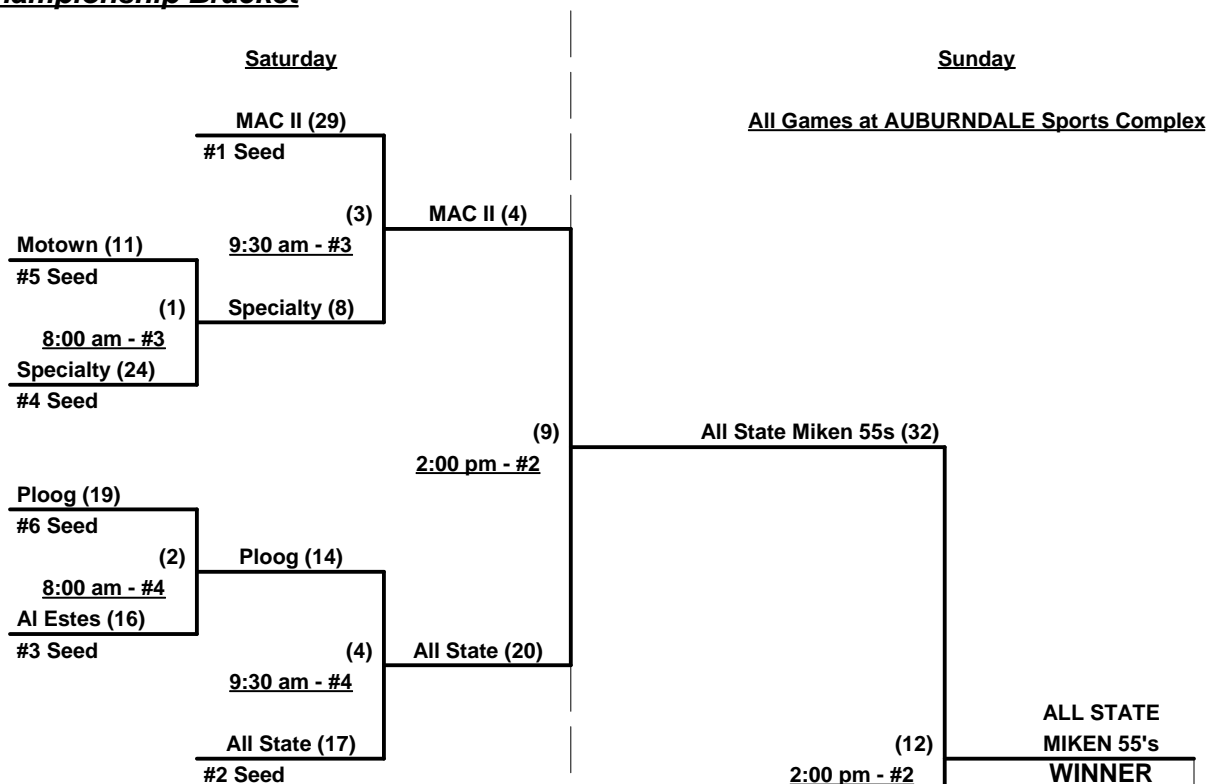 Championship Bracket
Saturday
Sunday
MAC II (29)
All Games at AUBURNDALE Sports Complex
#1 Seed
(3)
MAC II (4)
Motown (11)
9:30 am - #3
#5 Seed
(1)
Specialty (8)
8:00 am - #3
Specialty (24)
#4 Seed
(9)
All State Miken 55s (32)
2:00 pm - #2
Ploog (19)
#6 Seed
(2)
Ploog (14)
8:00 am - #4
Al Estes (16)
#3 Seed
(4)
All State (20)
9:30 am - #4
ALL STATE
All State (17)
(12)
MIKEN 55's
#2 Seed
2:00 pm - #2
WINNER